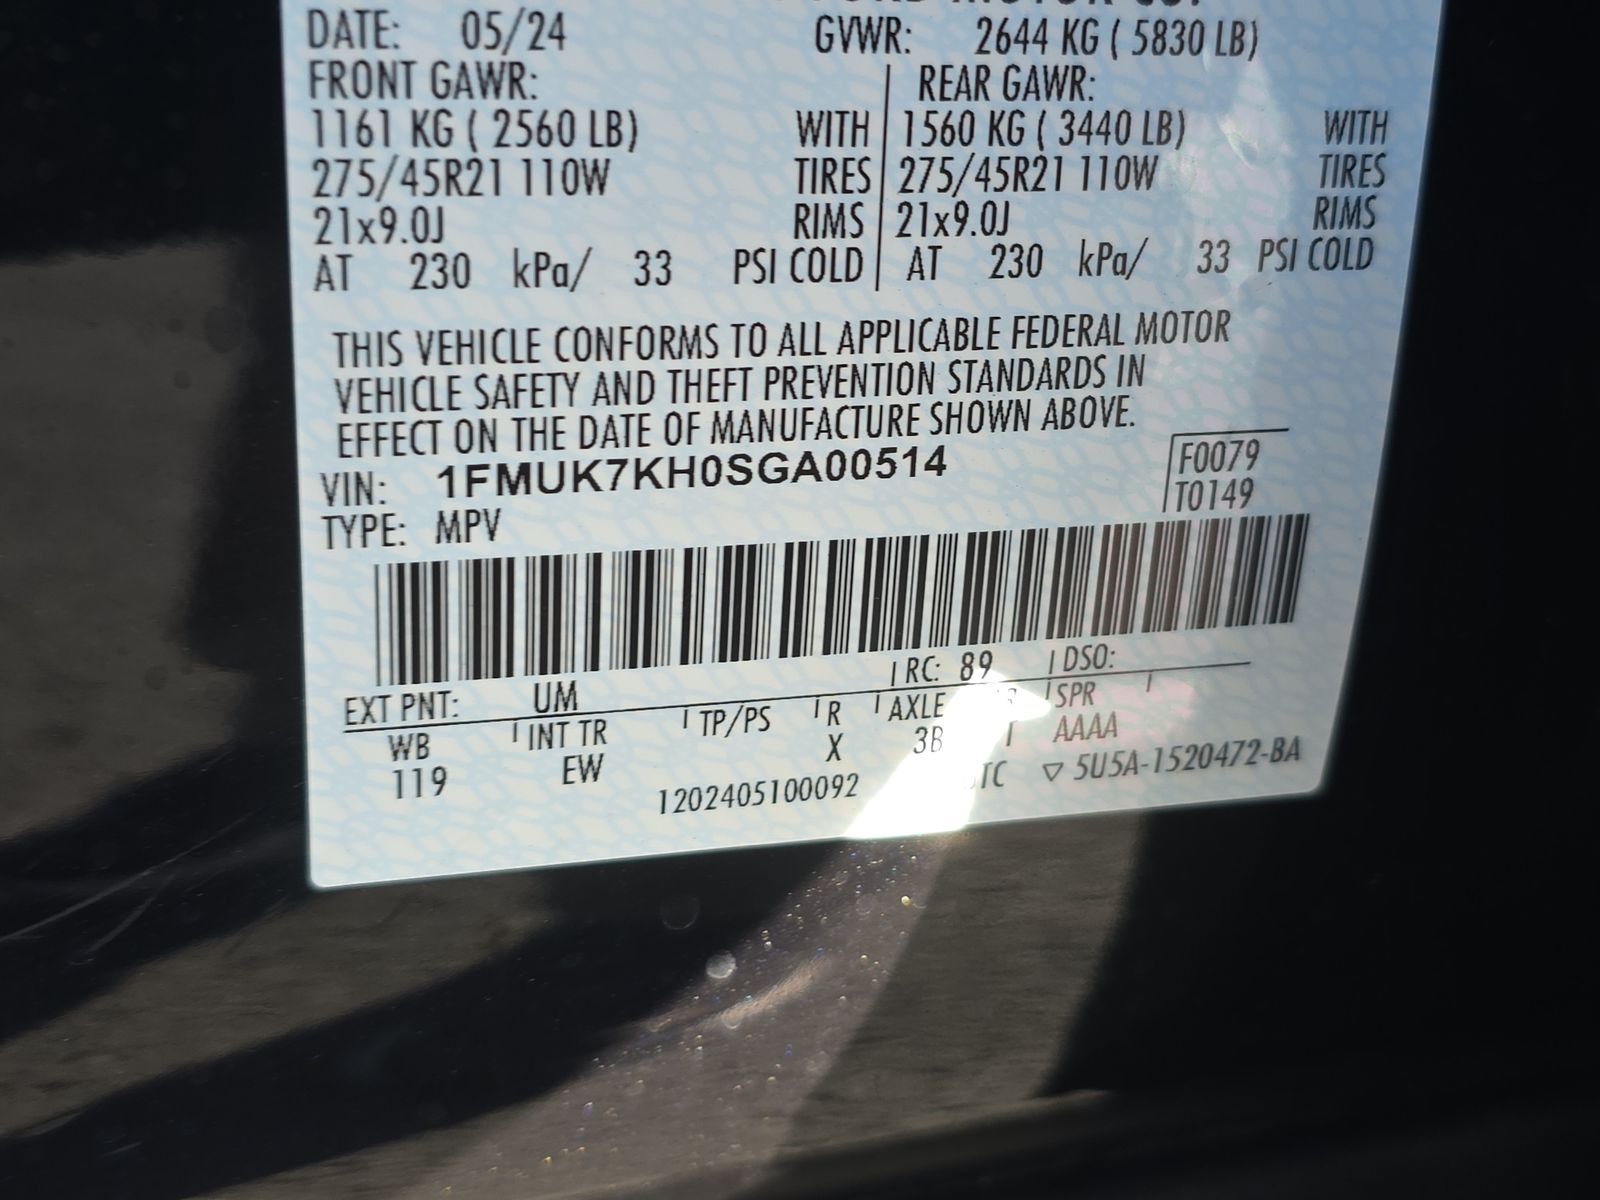 FORD MOTOR CO.
DATE: 05/24 GVWR: 2644 KG ( 5830 LB)
FRONT GAWR: REAR GAWR:
1161 KG ( 2560 LB) WITH 1560 KG ( 3440 LB) WITH
275/45R21 110W TIRES 275/45R21 110W TIRES
21x9.0J RIMS 21x9.0J RIMS
AT 230 kPa/ 33 PSI COLD AT 230 kPa/ 33 PSI COLD
THIS VEHICLE CONFORMS TO ALL APPLICABLE FEDERAL MOTOR
VEHICLE SAFETY AND THEFT PREVENTION STANDARDS IN
EFFECT ON THE DATE OF MANUFACTURE SHOWN ABOVE.
VIN: 1FMUK7KH0SGA00514 F0079
TYPE: MPV T0149
EXT PNT: UM RC: 89 DSO:
WB INT TR TP/PS R AXLE SPR
119 EW X 3B AAAA
1202405100092 5U5A-1520472-BA